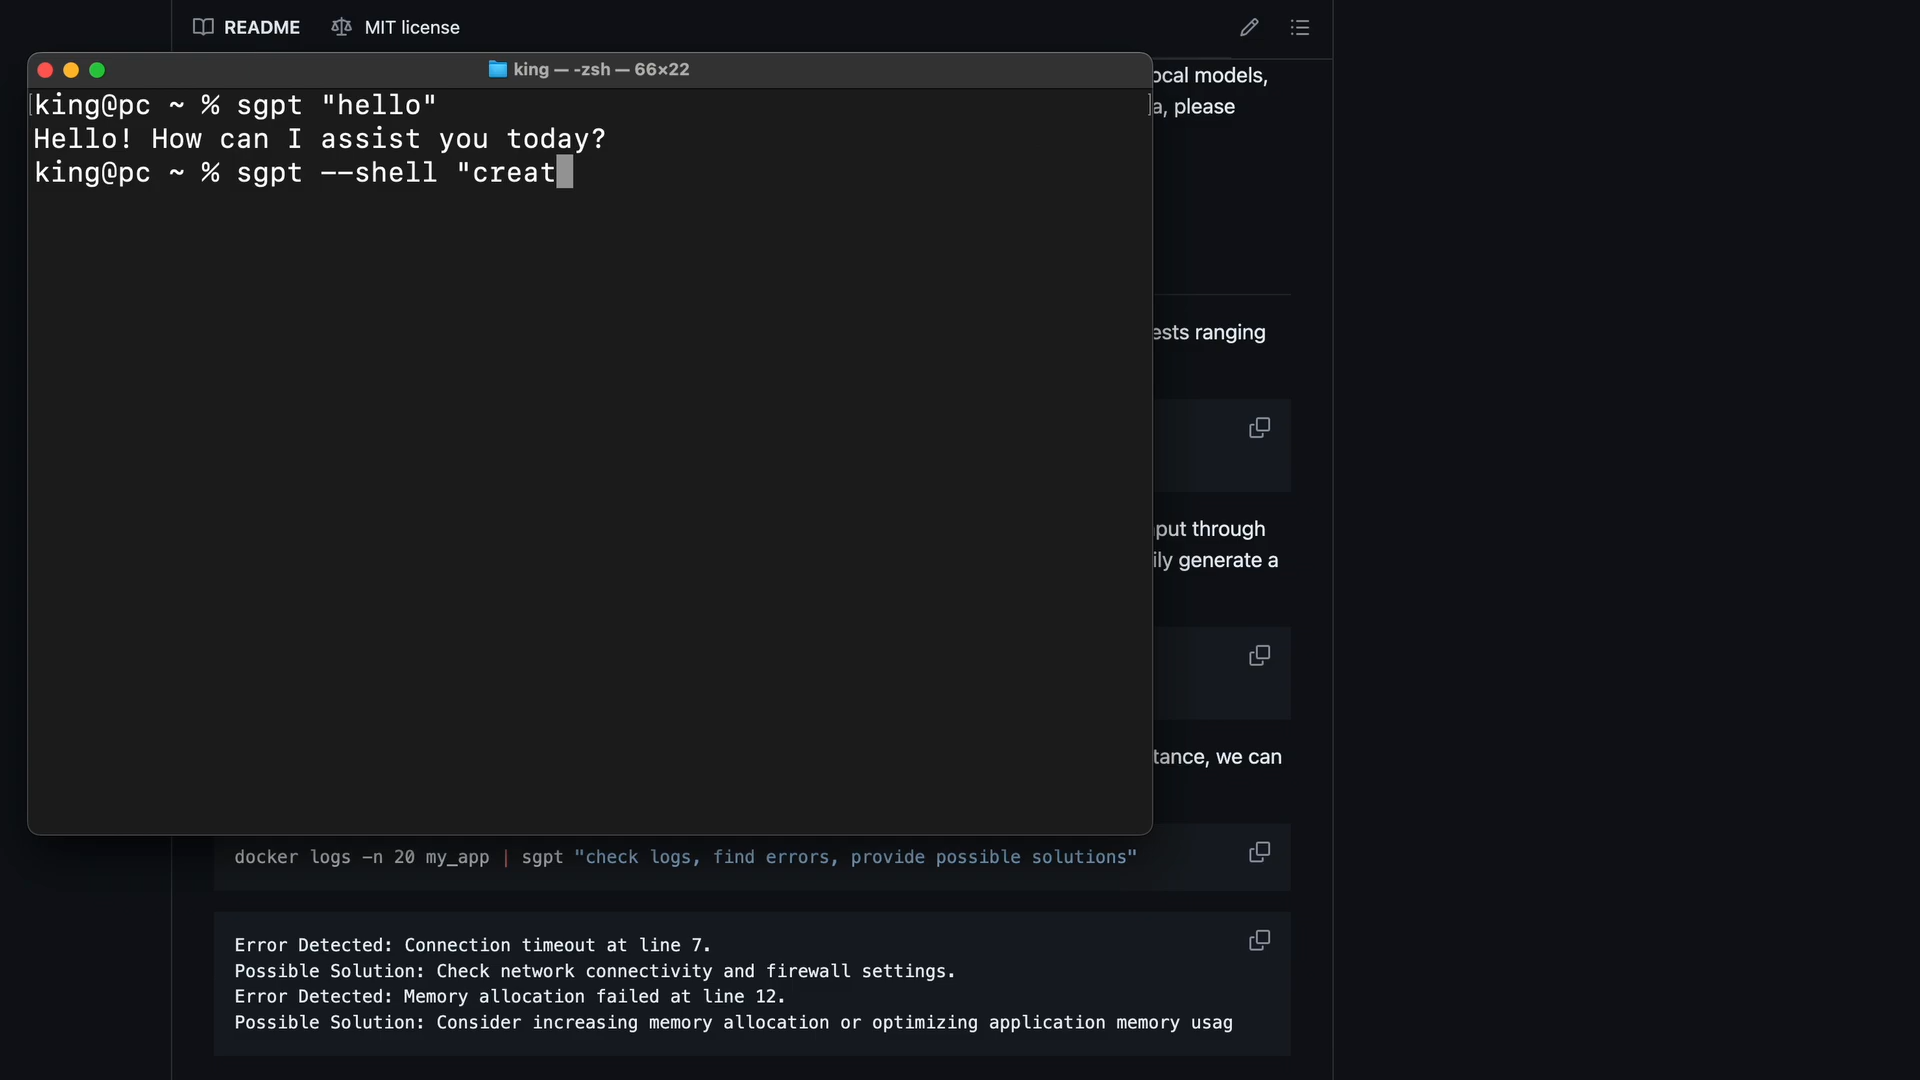 README MIT license
king — -zsh — 66×22
king@pc ~ % sgpt "hello"
Hello! How can I assist you today?
king@pc ~ % sgpt --shell "creat
ocal models,
a, please
ests ranging
put through
ily generate a
tance, we can
docker logs -n 20 my_app | sgpt "check logs, find errors, provide possible solutions"
Error Detected: Connection timeout at line 7.
Possible Solution: Check network connectivity and firewall settings.
Error Detected: Memory allocation failed at line 12.
Possible Solution: Consider increasing memory allocation or optimizing application memory usag